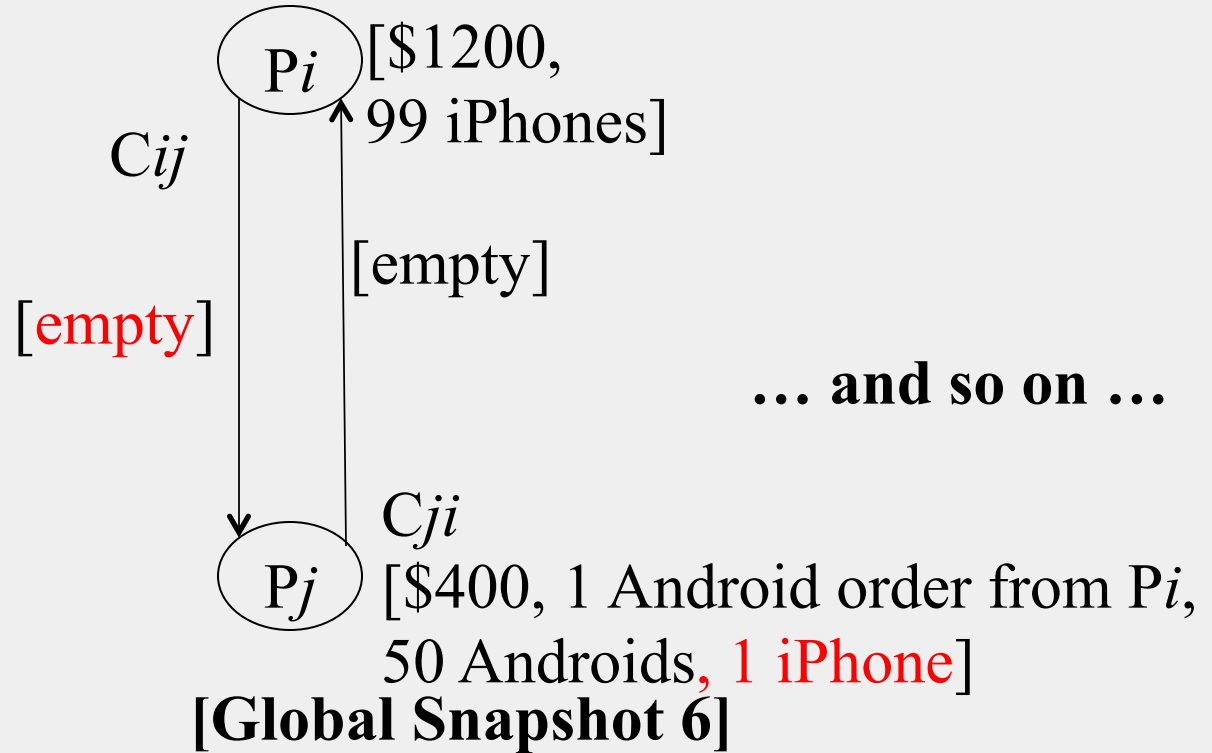 Pi
[$1200,
99 iPhones]
Cij
[empty]
[empty]
… and so on …
Cji
Pj
[$400, 1 Android order from Pi,
50 Androids, 1 iPhone]
[Global Snapshot 6]